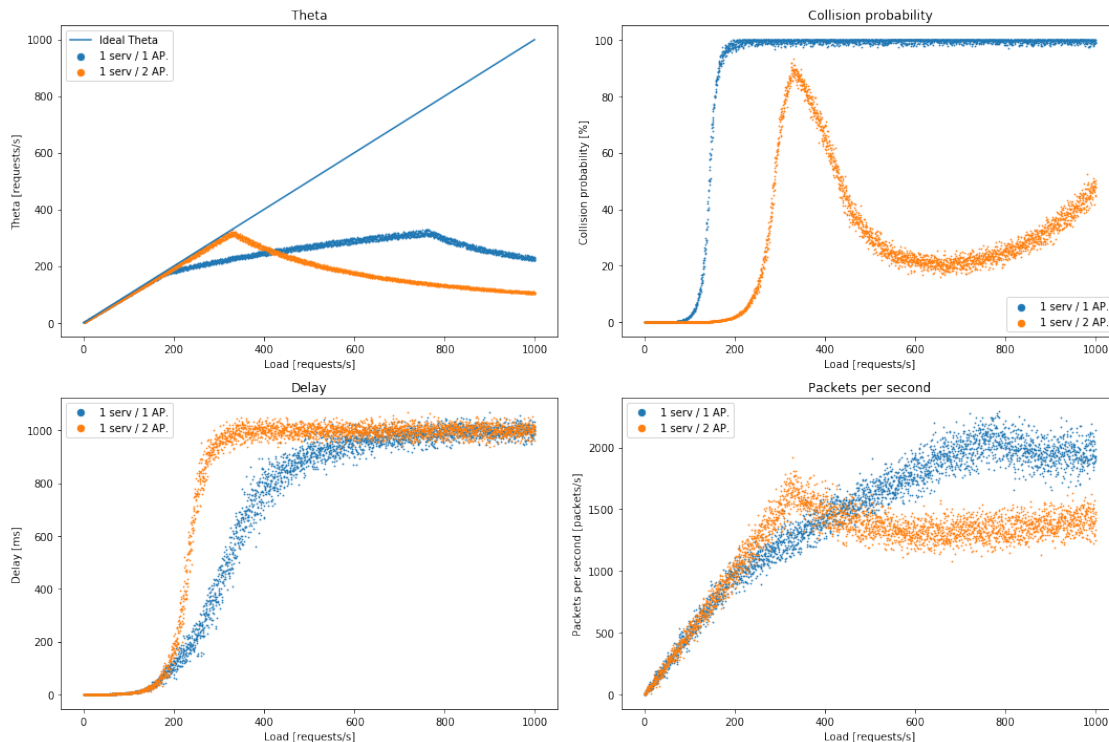 Theta
1000
800
600
400
200
0
Theta [requests/s]
Ideal Theta
1 serv / 1 AP.
1 serv / 2 AP.
0
200
400
600
800
1000
Load [requests/s]
Collision probability
100
80
60
40
20
0
Collision probability [%]
1 serv / 1 AP.
1 serv / 2 AP.
0
200
400
600
800
1000
Load [requests/s]
Delay
1000
800
600
400
200
0
Delay [ms]
1 serv / 1 AP.
1 serv / 2 AP.
0
200
400
600
800
1000
Load [requests/s]
Packets per second
2000
1500
1000
500
0
Packets per second [packets/s]
1 serv / 1 AP.
1 serv / 2 AP.
0
200
400
600
800
1000
Load [requests/s]